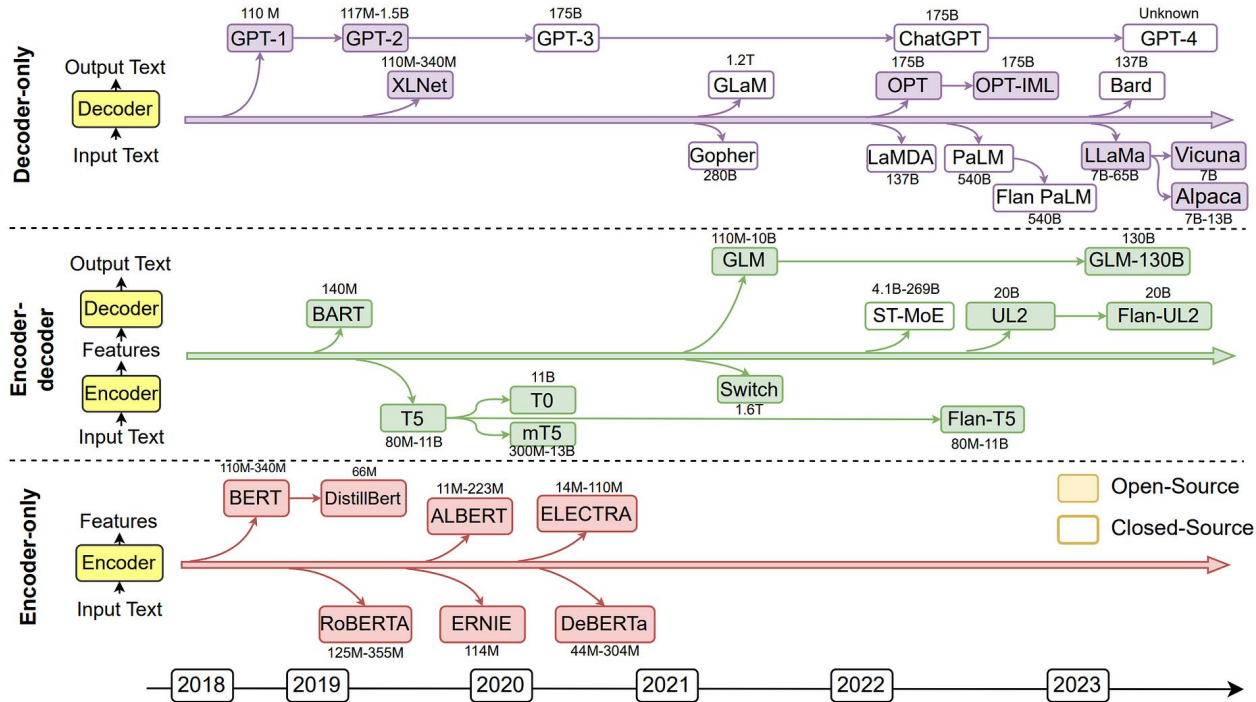 Decoder-only
Output Text
Decoder
Input Text
110 M
GPT-1
117M-1.5B
GPT-2
175B
GPT-3
175B
ChatGPT
Unknown
GPT-4
110M-340M
XLNet
1.2T
GLaM
175B
OPT
175B
OPT-IML
137B
Bard
Gopher
280B
LaMDA
137B
PaLM
540B
Flan PaLM
540B
LLaMa
7B-65B
Vicuna
7B
Alpaca
7B-13B
Encoder-
decoder
Output Text
Decoder
Features
Encoder
Input Text
140M
BART
110M-10B
GLM
130B
GLM-130B
4.1B-269B
ST-MoE
20B
UL2
20B
Flan-UL2
T5
80M-11B
11B
T0
mT5
300M-13B
Switch
1.6T
Flan-T5
80M-11B
Encoder-only
Features
Encoder
Input Text
110M-340M
BERT
66M
DistillBert
11M-223M
ALBERT
14M-110M
ELECTRA
RoBERTA
125M-355M
ERNIE
114M
DeBERTa
44M-304M
Open-Source
Closed-Source
2018
2019
2020
2021
2022
2023